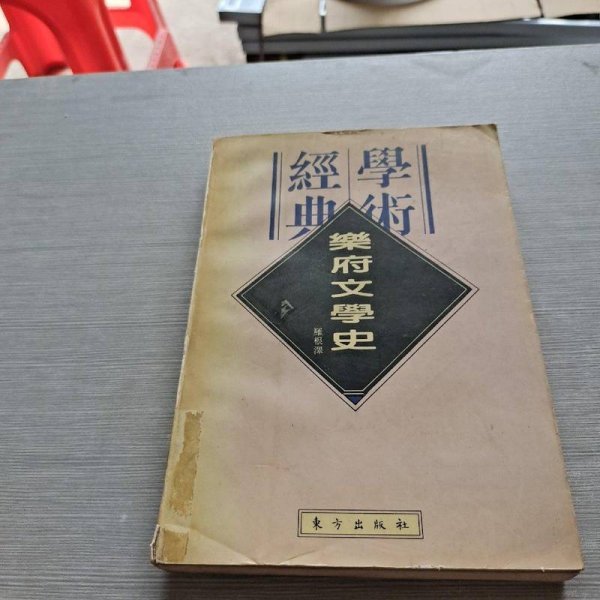 學術
經典
樂府文學史
羅根澤
東方出版社